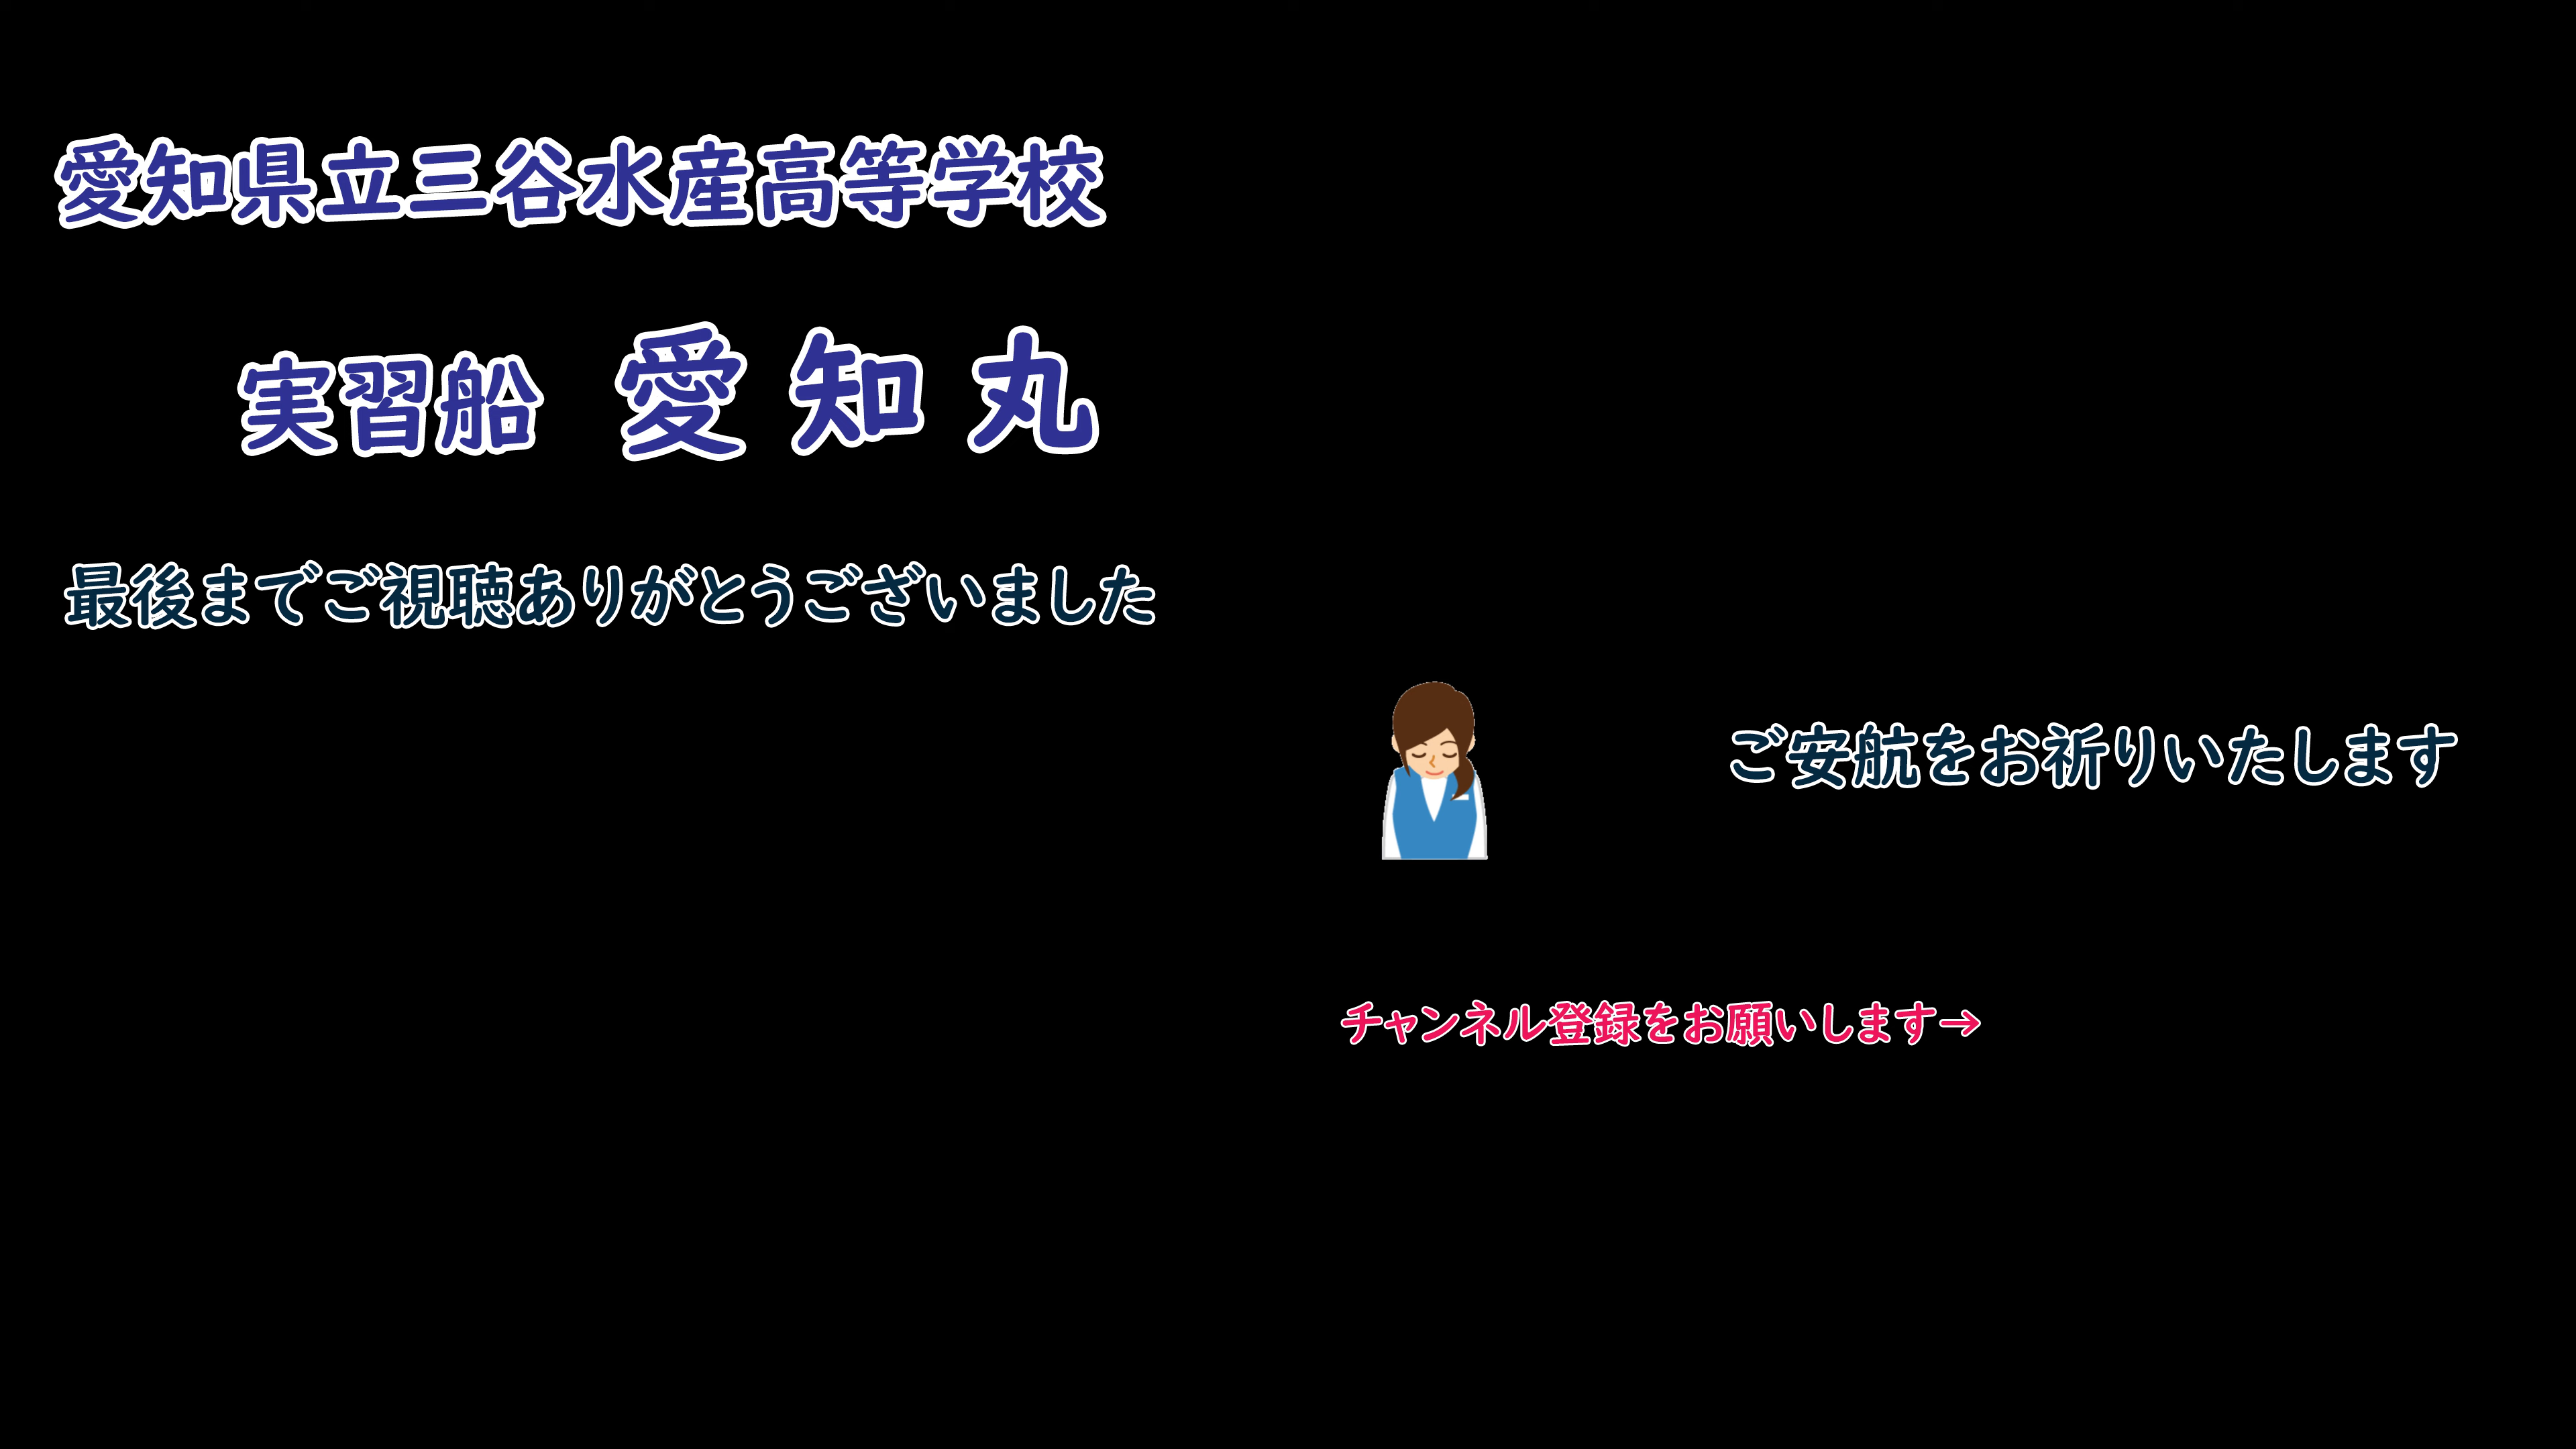 愛知県立三谷水産高等学校
実習船 愛知丸
最後までご視聴ありがとうございました
ご安航をお祈りいたします
チャンネル登録をお願いします→